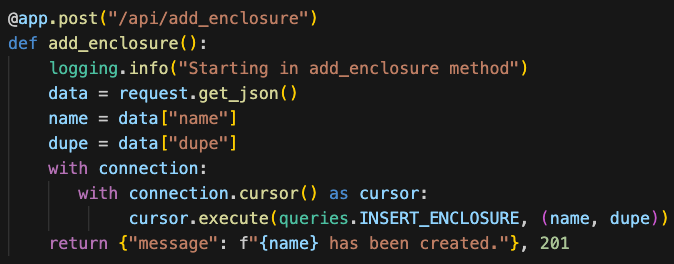 @app.post("/api/add_enclosure")
def add_enclosure():
    logging.info("Starting in add_enclosure method")
    data = request.get_json()
    name = data["name"]
    dupe = data["dupe"]
    with connection:
       with connection.cursor() as cursor:
            cursor.execute(queries.INSERT_ENCLOSURE, (name, dupe))
    return {"message": f"{name} has been created."}, 201